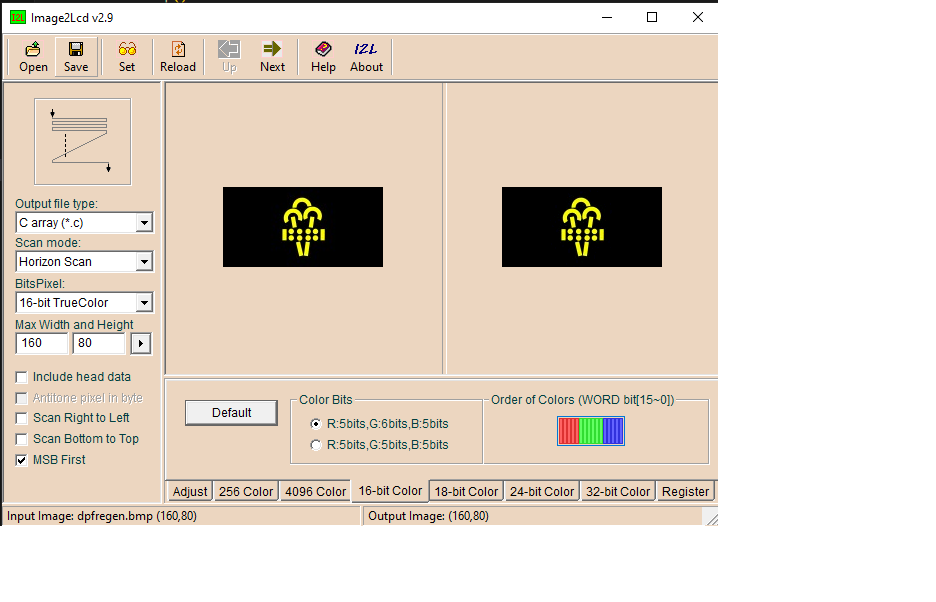 Image2Lcd v2.9
Open Save Set Reload Up Next Help About
I2L
Output file type:
C array (*.c)
Scan mode:
Horizon Scan
BitsPixel:
16-bit TrueColor
Max Width and Height
160 80
Include head data
Antitone pixel in byte
Scan Right to Left
Scan Bottom to Top
MSB First
Default
Color Bits
R:5bits,G:6bits,B:5bits
R:5bits,G:5bits,B:5bits
Order of Colors (WORD bit[15~0])
Adjust 256 Color 4096 Color 16-bit Color 18-bit Color 24-bit Color 32-bit Color Register
Input Image: dpfregen.bmp (160,80) Output Image: (160,80)